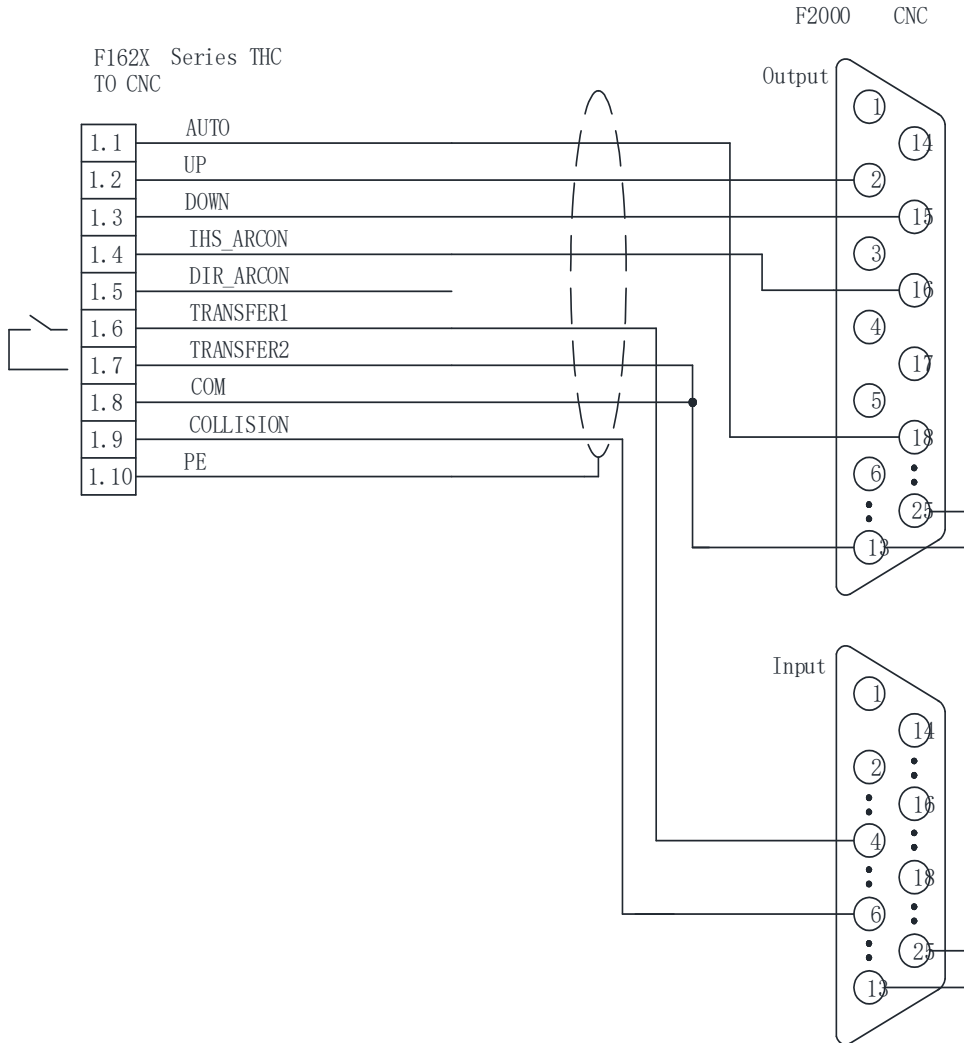 F2000 CNC
F162X Series THC
TO CNC
Output
1.1 AUTO
1.2 UP
1.3 DOWN
1.4 IHS_ARCON
1.5 DIR_ARCON
1.6 TRANSFER1
1.7 TRANSFER2
1.8 COM
1.9 COLLISION
1.10 PE
1
14
2
15
3
16
4
17
5
18
6
25
13
Input
1
14
2
16
4
18
6
25
13